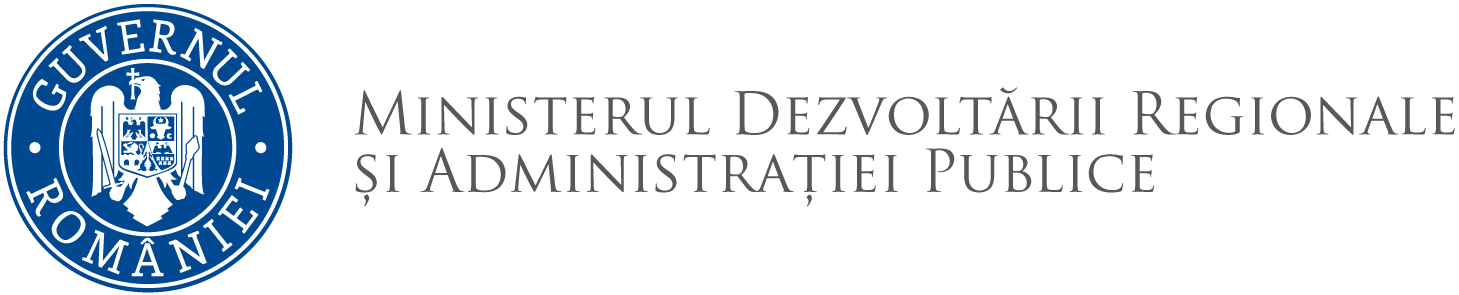 GUVERNUL
ROMÂNIEI
MINISTERUL DEZVOLTĂRII REGIONALE
ȘI ADMINISTRAȚIEI PUBLICE